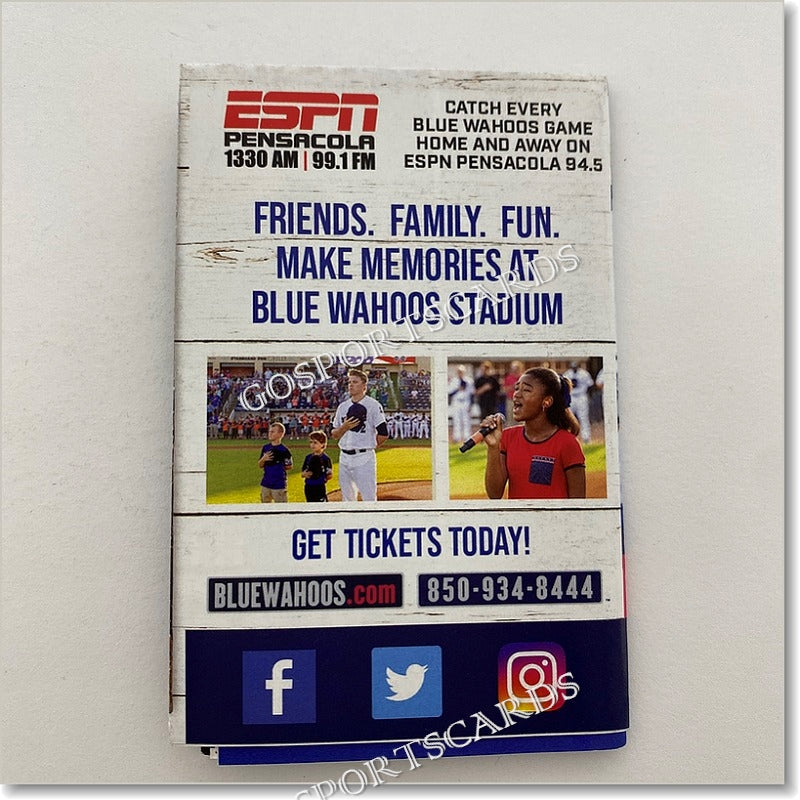 ESPN
PENSACOLA
1330 AM | 99.1 FM
CATCH EVERY
BLUE WAHOOS GAME
HOME AND AWAY ON
ESPN PENSACOLA 94.5
FRIENDS. FAMILY. FUN.
MAKE MEMORIES AT
BLUE WAHOOS STADIUM
GOSPORTSCARDS
GET TICKETS TODAY!
BLUEWAHOOS.com
850-934-8444
f
GOSPORTSCARDS